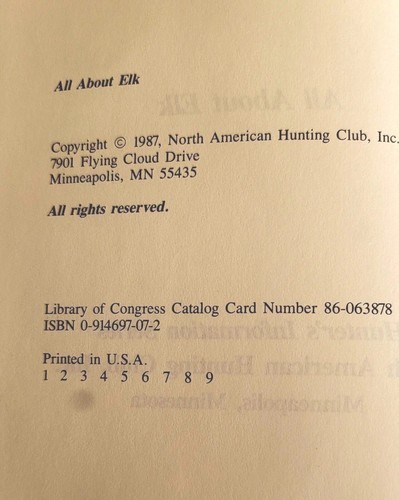 All About Elk
Copyright © 1987, North American Hunting Club, Inc.
7901 Flying Cloud Drive
Minneapolis, MN 55435
All rights reserved.
Library of Congress Catalog Card Number 86-063878
ISBN 0-914697-07-2
Printed in U.S.A.
1 2 3 4 5 6 7 8 9